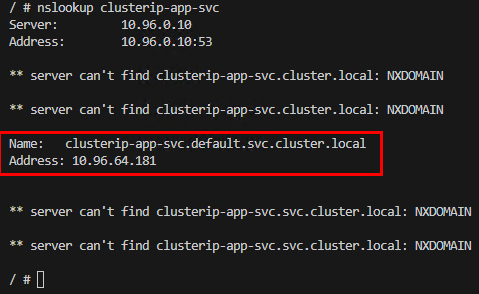 / # nslookup clusterip-app-svc
Server: 10.96.0.10
Address: 10.96.0.10:53
** server can't find clusterip-app-svc.cluster.local: NXDOMAIN
** server can't find clusterip-app-svc.cluster.local: NXDOMAIN
Name: clusterip-app-svc.default.svc.cluster.local
Address: 10.96.64.181
** server can't find clusterip-app-svc.svc.cluster.local: NXDOMAIN
** server can't find clusterip-app-svc.svc.cluster.local: NXDOMAIN
/ #